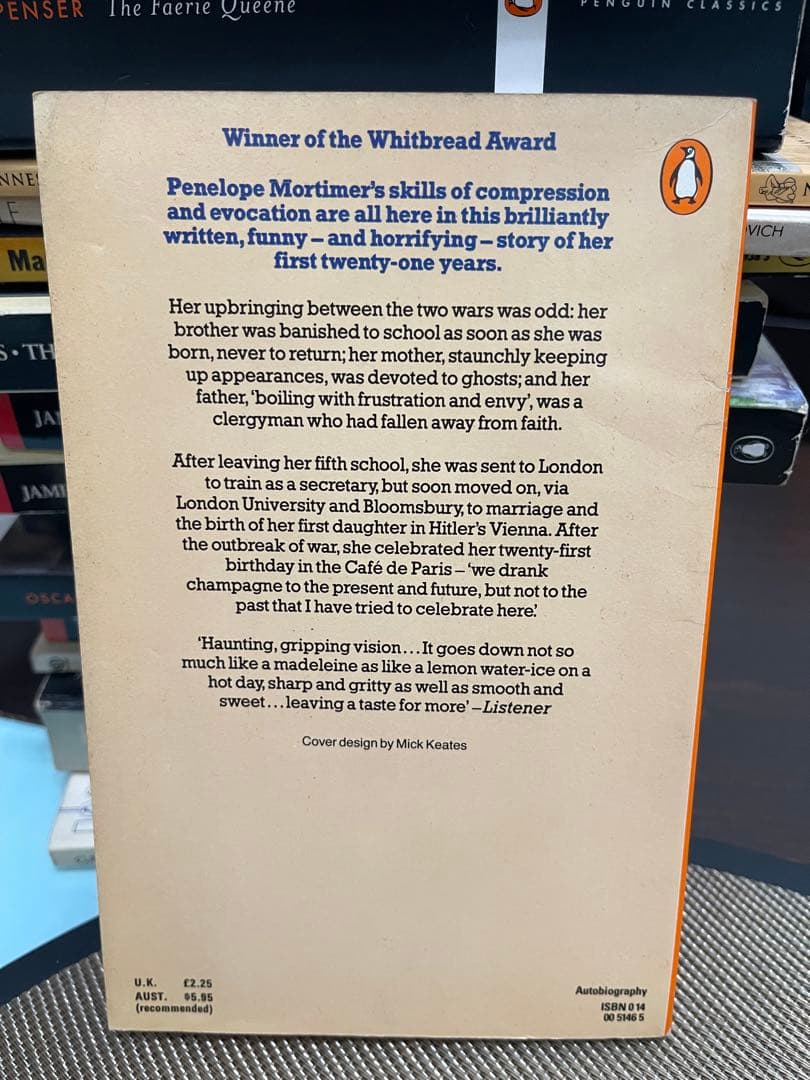 ENSER The Faerie Queene
PENGUIN CLASSICS
Winner of the Whitbread Award
Penelope Mortimer's skills of compression
and evocation are all here in this brilliantly
written, funny – and horrifying – story of her
first twenty-one years.
Her upbringing between the two wars was odd: her
brother was banished to school as soon as she was
born, never to return; her mother, staunchly keeping
up appearances, was devoted to ghosts; and her
father, 'boiling with frustration and envy', was a
clergyman who had fallen away from faith.
After leaving her fifth school, she was sent to London
to train as a secretary, but soon moved on, via
London University and Bloomsbury, to marriage and
the birth of her first daughter in Hitler's Vienna. After
the outbreak of war, she celebrated her twenty-first
birthday in the Café de Paris – 'we drank
champagne to the present and future, but not to the
past that I have tried to celebrate here.'
'Haunting, gripping vision...It goes down not so
much like a madeleine as like a lemon water-ice on a
hot day, sharp and gritty as well as smooth and
sweet...leaving a taste for more' – Listener
Cover design by Mick Keates
U.K. £2.25
AUST. $5.95
(recommended)
Autobiography
ISBN 0 14
00 5146 5
NNE
Ma
S • TH
JA
JAME
OSCA
VICH